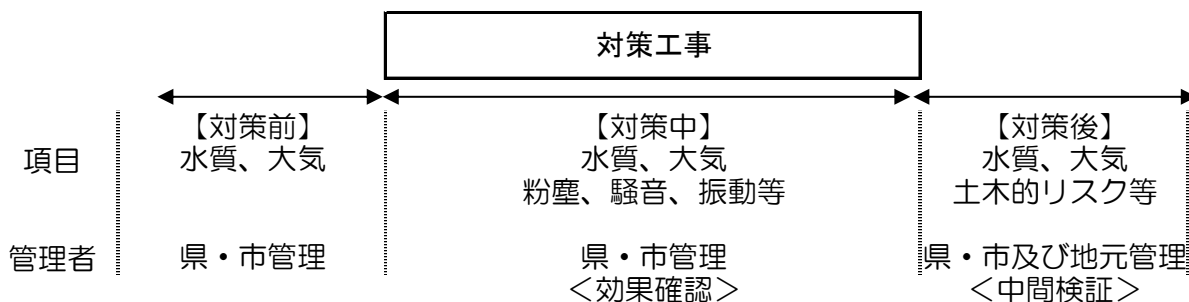 対策工事
【対策前】 【対策中】 【対策後】
項目 水質、大気 水質、大気 水質、大気
粉塵、騒音、振動等 土木的リスク等
管理者 県・市管理 県・市管理 県・市及び地元管理
＜効果確認＞ ＜中間検証＞